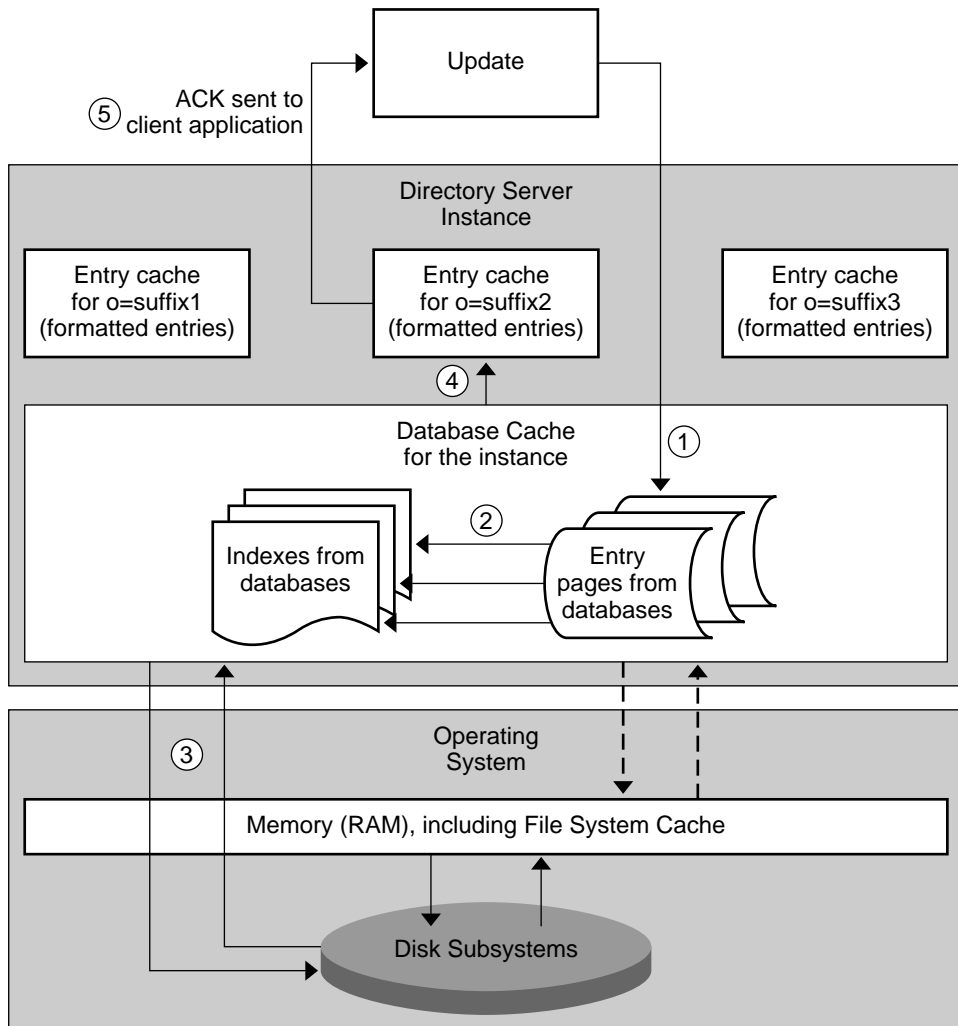 Update
5
ACK sent to
client application
Directory Server
Instance
Entry cache
for o=suffix1
(formatted entries)
Entry cache
for o=suffix2
(formatted entries)
Entry cache
for o=suffix3
(formatted entries)
4
Database Cache
for the instance
1
2
Indexes from
databases
Entry
pages from
databases
3
Operating
System
Memory (RAM), including File System Cache
Disk Subsystems